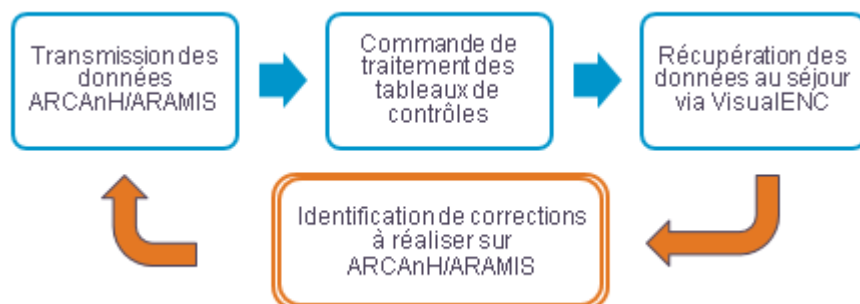 Transmission des
données
ARCAnH/ARAMIS
Commande de
traitement des
tableaux de
contrôles
Récupération des
données au séjour
via VisualENC
Identification de corrections
à réaliser sur
ARCAnH/ARAMIS